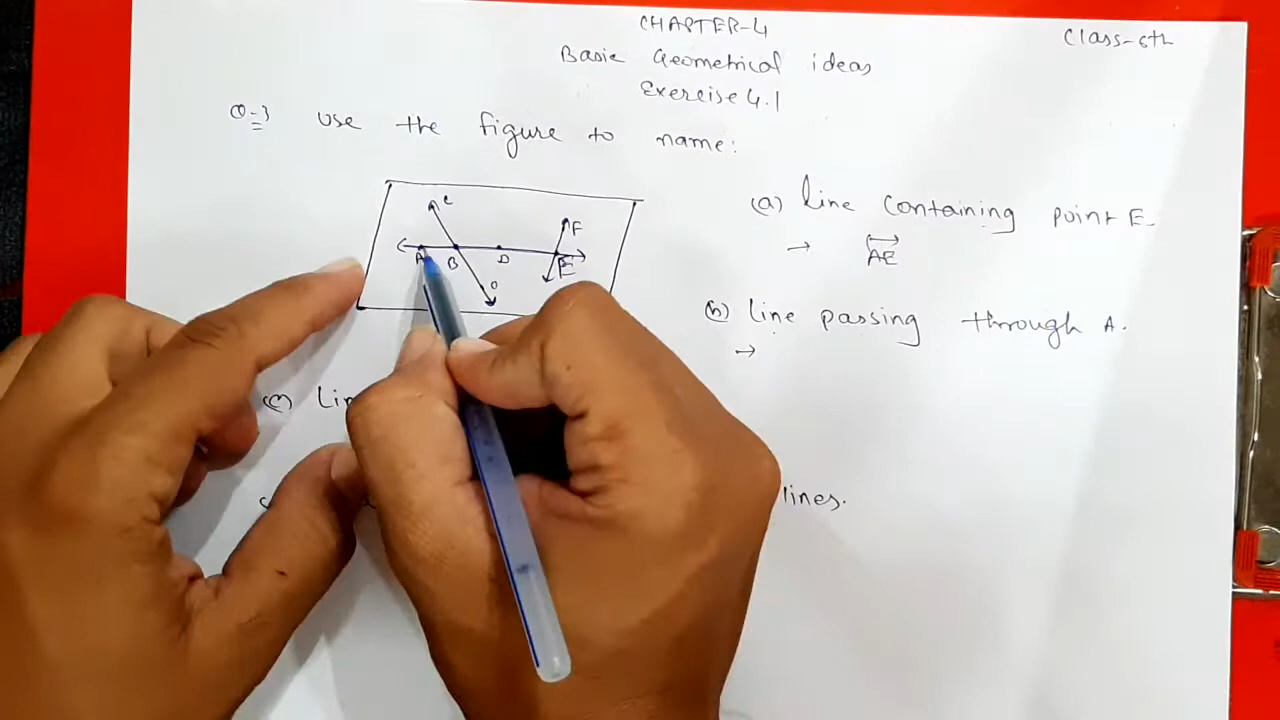 CHAPTER-4
Class-6th
Basic Geometrical ideas
Exercise 4.1
Q-3 use the figure to name:
(a) line containing point E
→ AE
(b) line passing through A.
→
C
F
A B D E
O
(c) Lin
lines.